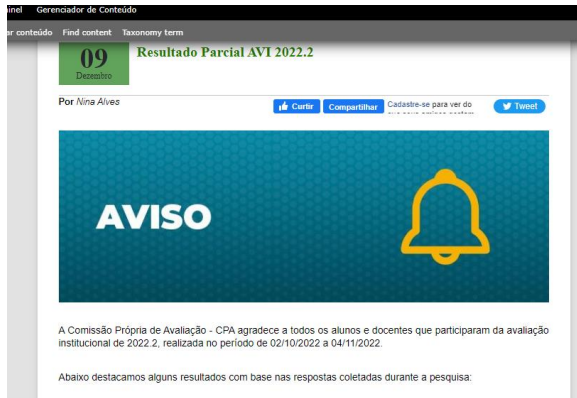 ainel Gerenciador de Conteúdo
ar conteúdo Find content Taxonomy term
09
Dezembro
Resultado Parcial AVI 2022.2
Por Nina Alves
Curtir Compartilhar Cadastre-se para ver do Tweet
AVISO
A Comissão Própria de Avaliação - CPA agradece a todos os alunos e docentes que participaram da avaliação
institucional de 2022.2, realizada no período de 02/10/2022 a 04/11/2022.
Abaixo destacamos alguns resultados com base nas respostas coletadas durante a pesquisa: